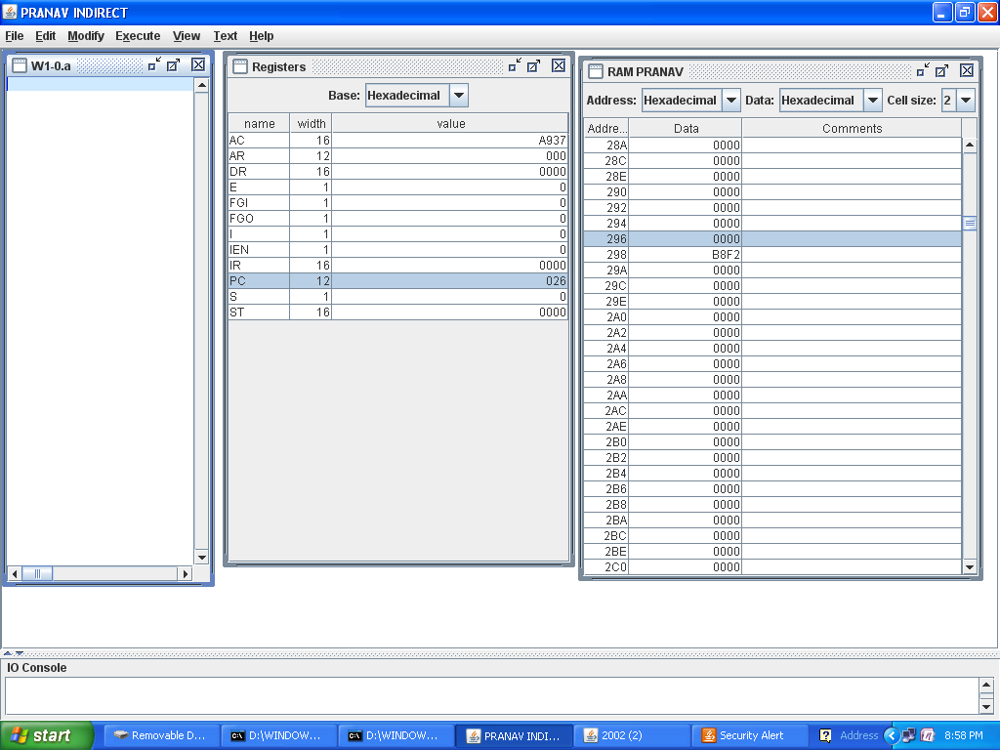 PRANAV INDIRECT
File Edit Modify Execute View Text Help
W1-0.a
Registers
Base: Hexadecimal
name width value
AC 16 A937
AR 12 000
DR 16 0000
E 1 0
FGI 1 0
FGO 1 0
I 1 0
IEN 1 0
IR 16 0000
PC 12 026
S 1 0
ST 16 0000
RAM PRANAV
Address: Hexadecimal Data: Hexadecimal Cell size: 2
Addre... Data Comments
28A 0000
28C 0000
28E 0000
290 0000
292 0000
294 0000
296 0000
298 B8F2
29A 0000
29C 0000
29E 0000
2A0 0000
2A2 0000
2A4 0000
2A6 0000
2A8 0000
2AA 0000
2AC 0000
2AE 0000
2B0 0000
2B2 0000
2B4 0000
2B6 0000
2B8 0000
2BA 0000
2BC 0000
2BE 0000
2C0 0000
IO Console
start Removable D... D:\WINDOW... D:\WINDOW... PRANAV INDI... 2002 (2) Security Alert Address 8:58 PM